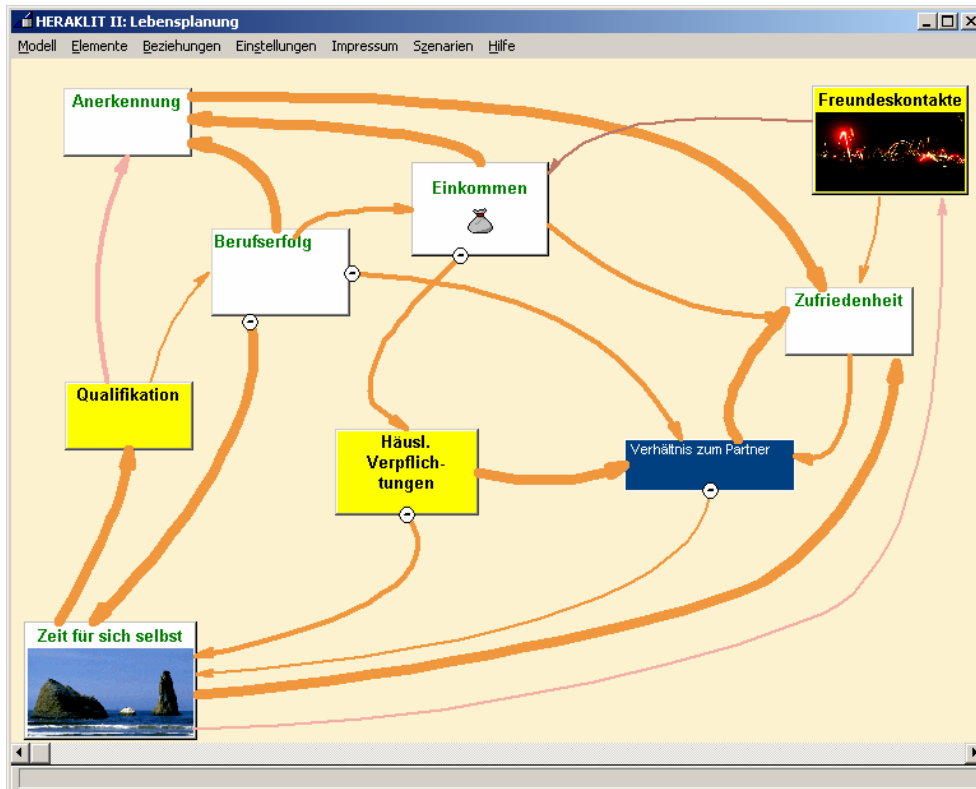 HERAKLIT II: Lebensplanung
Modell Elemente Beziehungen Einstellungen Impressum Szenarien Hilfe
Anerkennung
Freundeskontakte
Einkommen
Berufserfolg
Zufriedenheit
Qualifikation
Häusl.
Verpflich-
tungen
Verhältnis zum Partner
Zeit für sich selbst